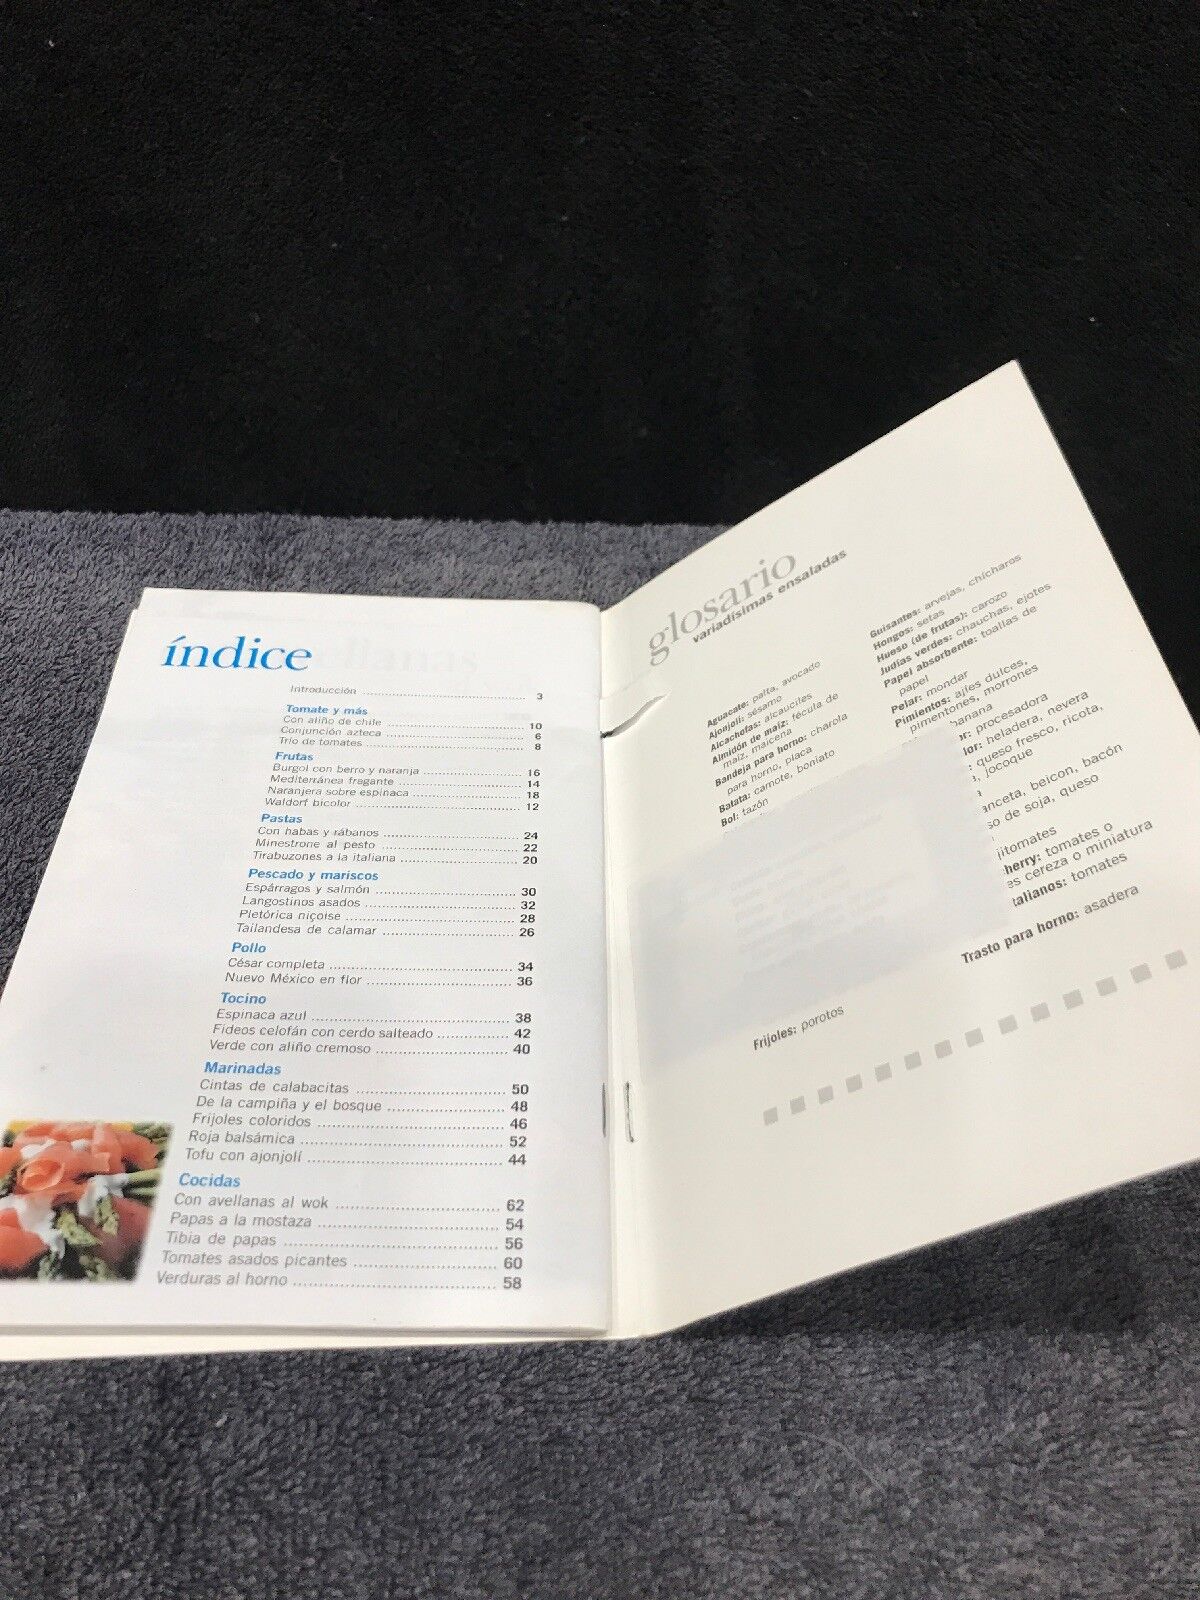 índice
Introducción 3
Tomate y más
Con aliño de chile 10
Conjunción azteca 6
Trío de tomates 8
Frutas
Burgol con berro y naranja 16
Mediterránea fragante 14
Naranjera sobre espinaca 18
Waldorf bicolor 12
Pastas
Con habas y rábanos 24
Minestrone al pesto 22
Tirabuzones a la italiana 20
Pescado y mariscos
Espárragos y salmón 30
Langostinos asados 32
Pletórica niçoise 28
Tailandesa de calamar 26
Pollo
César completa 34
Nuevo México en flor 36
Tocino
Espinaca azul 38
Fideos celofán con cerdo salteado 42
Verde con aliño cremoso 40
Marinadas
Cintas de calabacitas 50
De la campiña y el bosque 48
Frijoles coloridos 46
Roja balsámica 52
Tofu con ajonjolí 44
Cocidas
Con avellanas al wok 62
Papas a la mostaza 54
Tibia de papas 56
Tomates asados picantes 60
Verduras al horno 58
glosario
variadísimas ensaladas
Aguacate: palta, avocado
Ajonjolí: sésamo
Alcachofas: alcauciles
Almidón de maíz: fécula de
maíz, maicena
Bandeja para horno: charola
para horno, placa
Batata: camote, boniato
Bol: tazón
Frijoles: porotos
Guisantes: arvejas, chícharos
Hongos: setas
Hueso (de frutas): carozo
Judías verdes: chauchas, ejotes
Papel absorbente: toallas de
papel
Pelar: mondar
Pimientos: ajíes dulces,
pimentones, morrones
banana
or: procesadora
lor: heladera, nevera
: queso fresco, ricota,
a, jocoque
anceta, beicon, bacón
so de soja, queso
jitomates
herry: tomates o
es cereza o miniatura
talianos: tomates
Trasto para horno: asadera